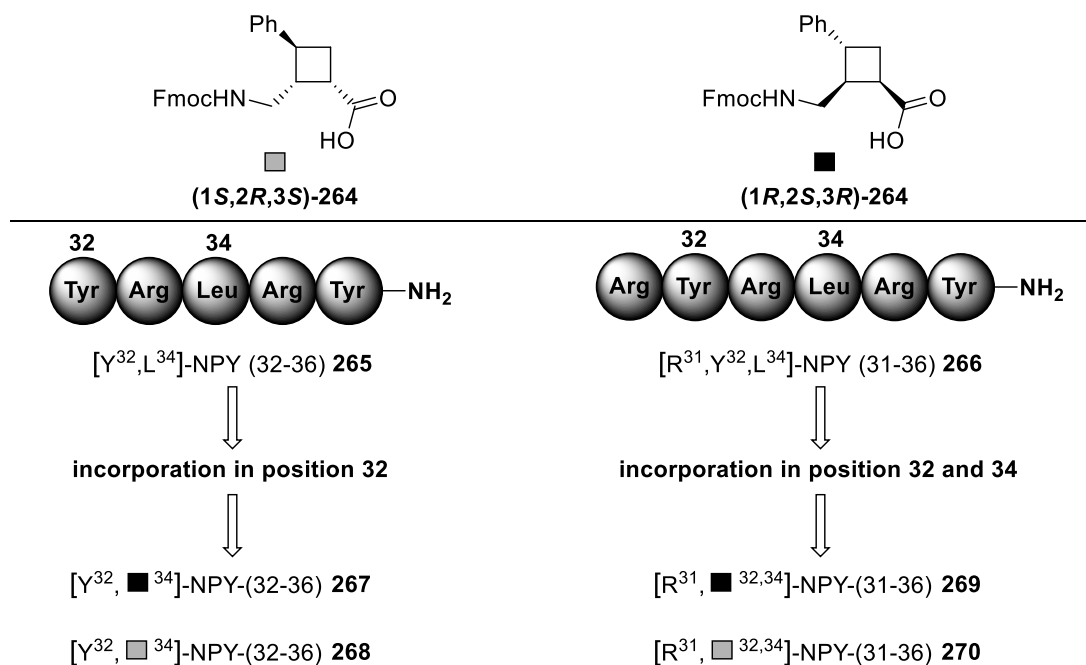 Ph
Ph
FmocHN
O
HO
FmocHN
O
HO
(1S,2R,3S)-264
(1R,2S,3R)-264
32 34
Tyr Arg Leu Arg Tyr NH₂
32 34
Arg Tyr Arg Leu Arg Tyr NH₂
[Y³²,L³⁴]-NPY (32-36) 265
[R³¹,Y³²,L³⁴]-NPY (31-36) 266
incorporation in position 32
incorporation in position 32 and 34
[Y³², ■ ³⁴]-NPY-(32-36) 267
[R³¹, ■ ³²,³⁴]-NPY-(31-36) 269
[Y³², ■ ³⁴]-NPY-(32-36) 268
[R³¹, ■ ³²,³⁴]-NPY-(31-36) 270